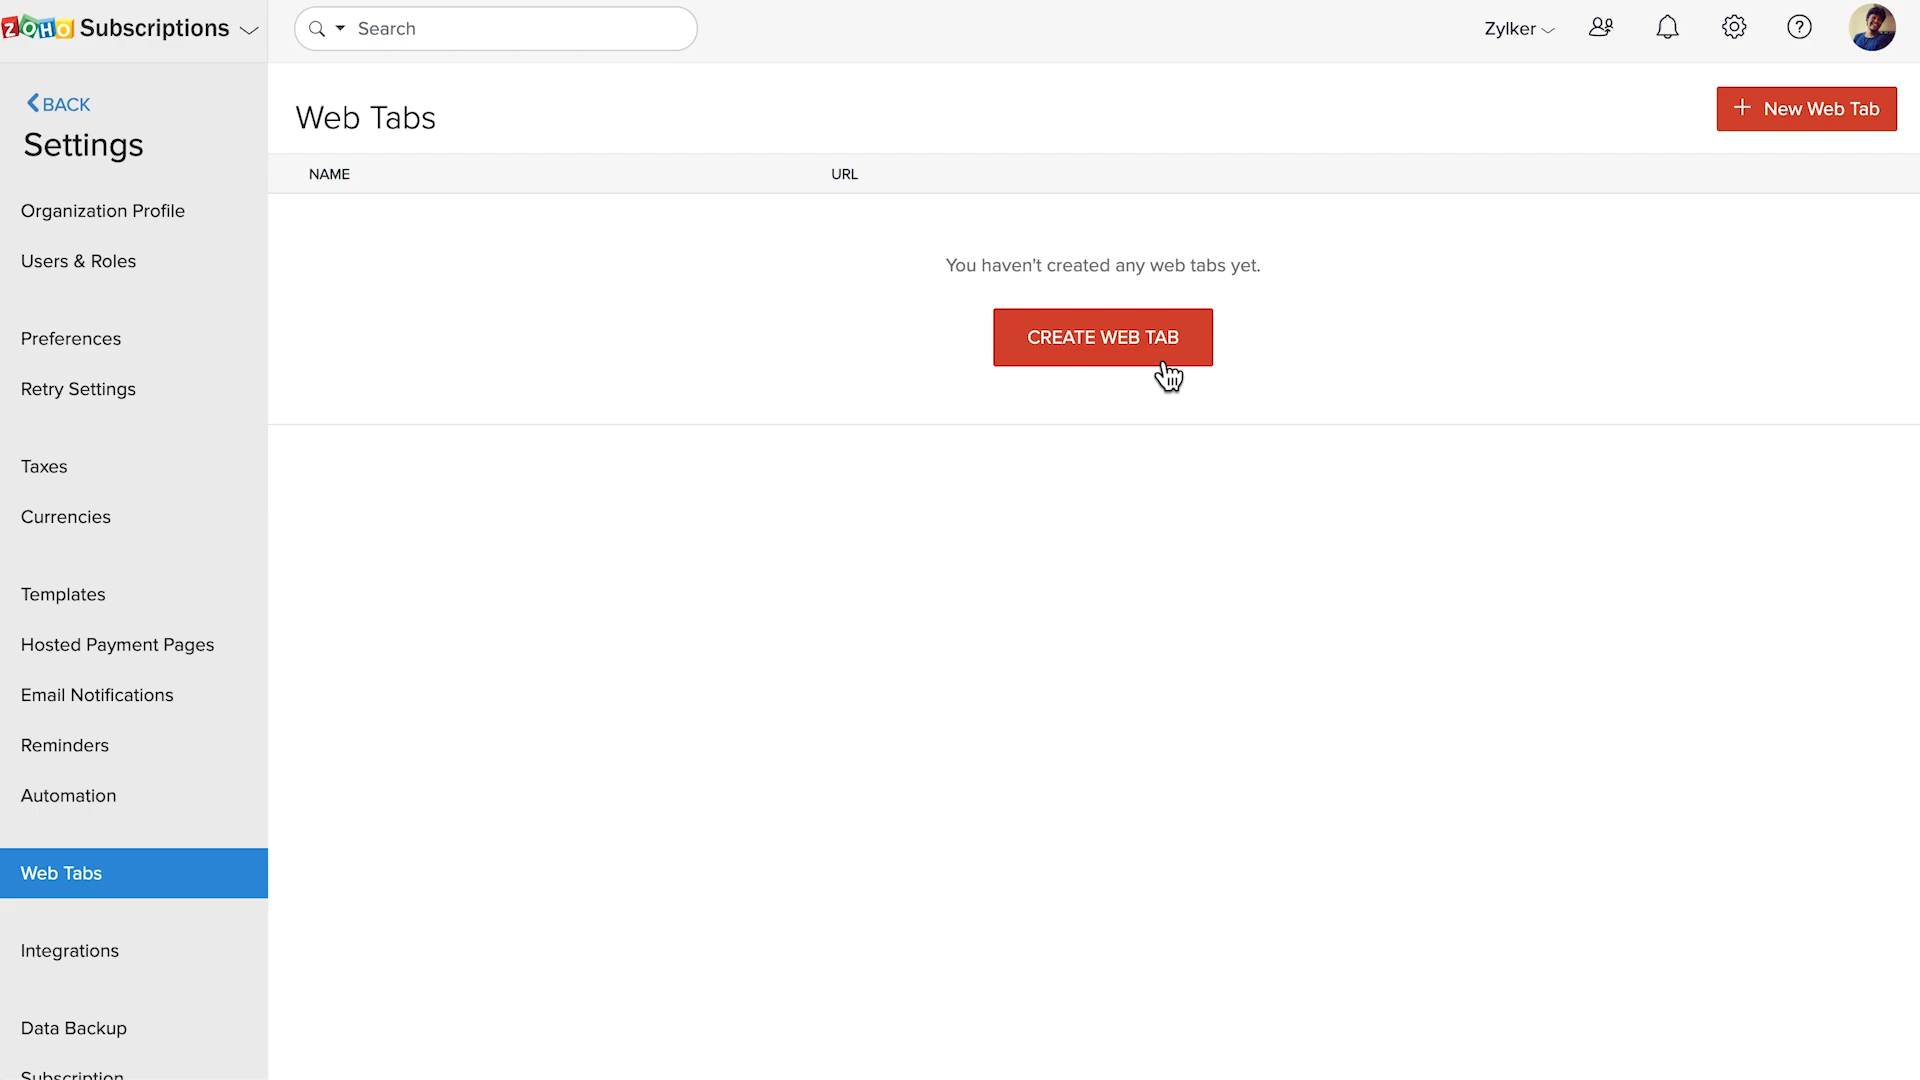 ZOHO Subscriptions
Search
Zylker
BACK
Settings
Organization Profile
Users & Roles
Preferences
Retry Settings
Taxes
Currencies
Templates
Hosted Payment Pages
Email Notifications
Reminders
Automation
Web Tabs
Integrations
Data Backup
Subscription
Web Tabs
+ New Web Tab
NAME URL
You haven't created any web tabs yet.
CREATE WEB TAB